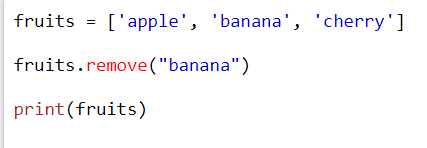 fruits = ['apple', 'banana', 'cherry']
fruits.remove("banana")
print(fruits)